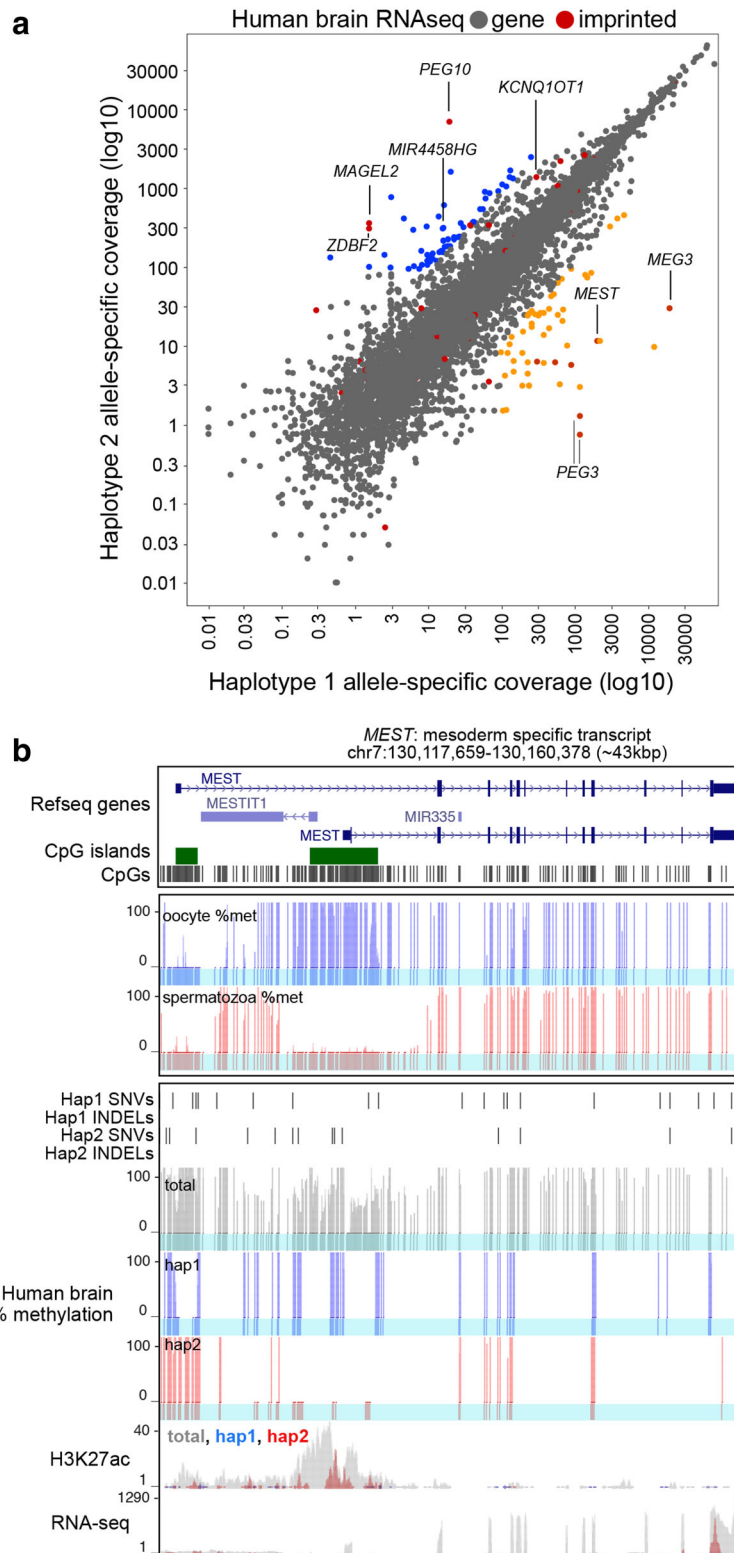 a
Human brain RNAseq gene imprinted
Haplotype 2 allele-specific coverage (log10)
30000
10000
3000
1000
300
100
30
10
3
1
0.3
0.1
0.03
0.01
PEG10
KCNQ1OT1
MIR4458HG
MAGEL2
ZDBF2
MEG3
MEST
PEG3
0.01
0.03
0.1
0.3
1
3
10
30
100
300
1000
3000
10000
30000
Haplotype 1 allele-specific coverage (log10)
b
MEST: mesoderm specific transcript
chr7:130,117,659-130,160,378 (~43kbp)
Refseq genes
MEST
MESTIT1
MIR335
MEST
CpG islands
CpGs
100
oocyte %met
0
100
spermatozoa %met
0
Hap1 SNVs
Hap1 INDELs
Hap2 SNVs
Hap2 INDELs
100
total
0
Human brain
% methylation
100
hap1
0
100
hap2
0
H3K27ac
40
total, hap1, hap2
1
RNA-seq
1290
1